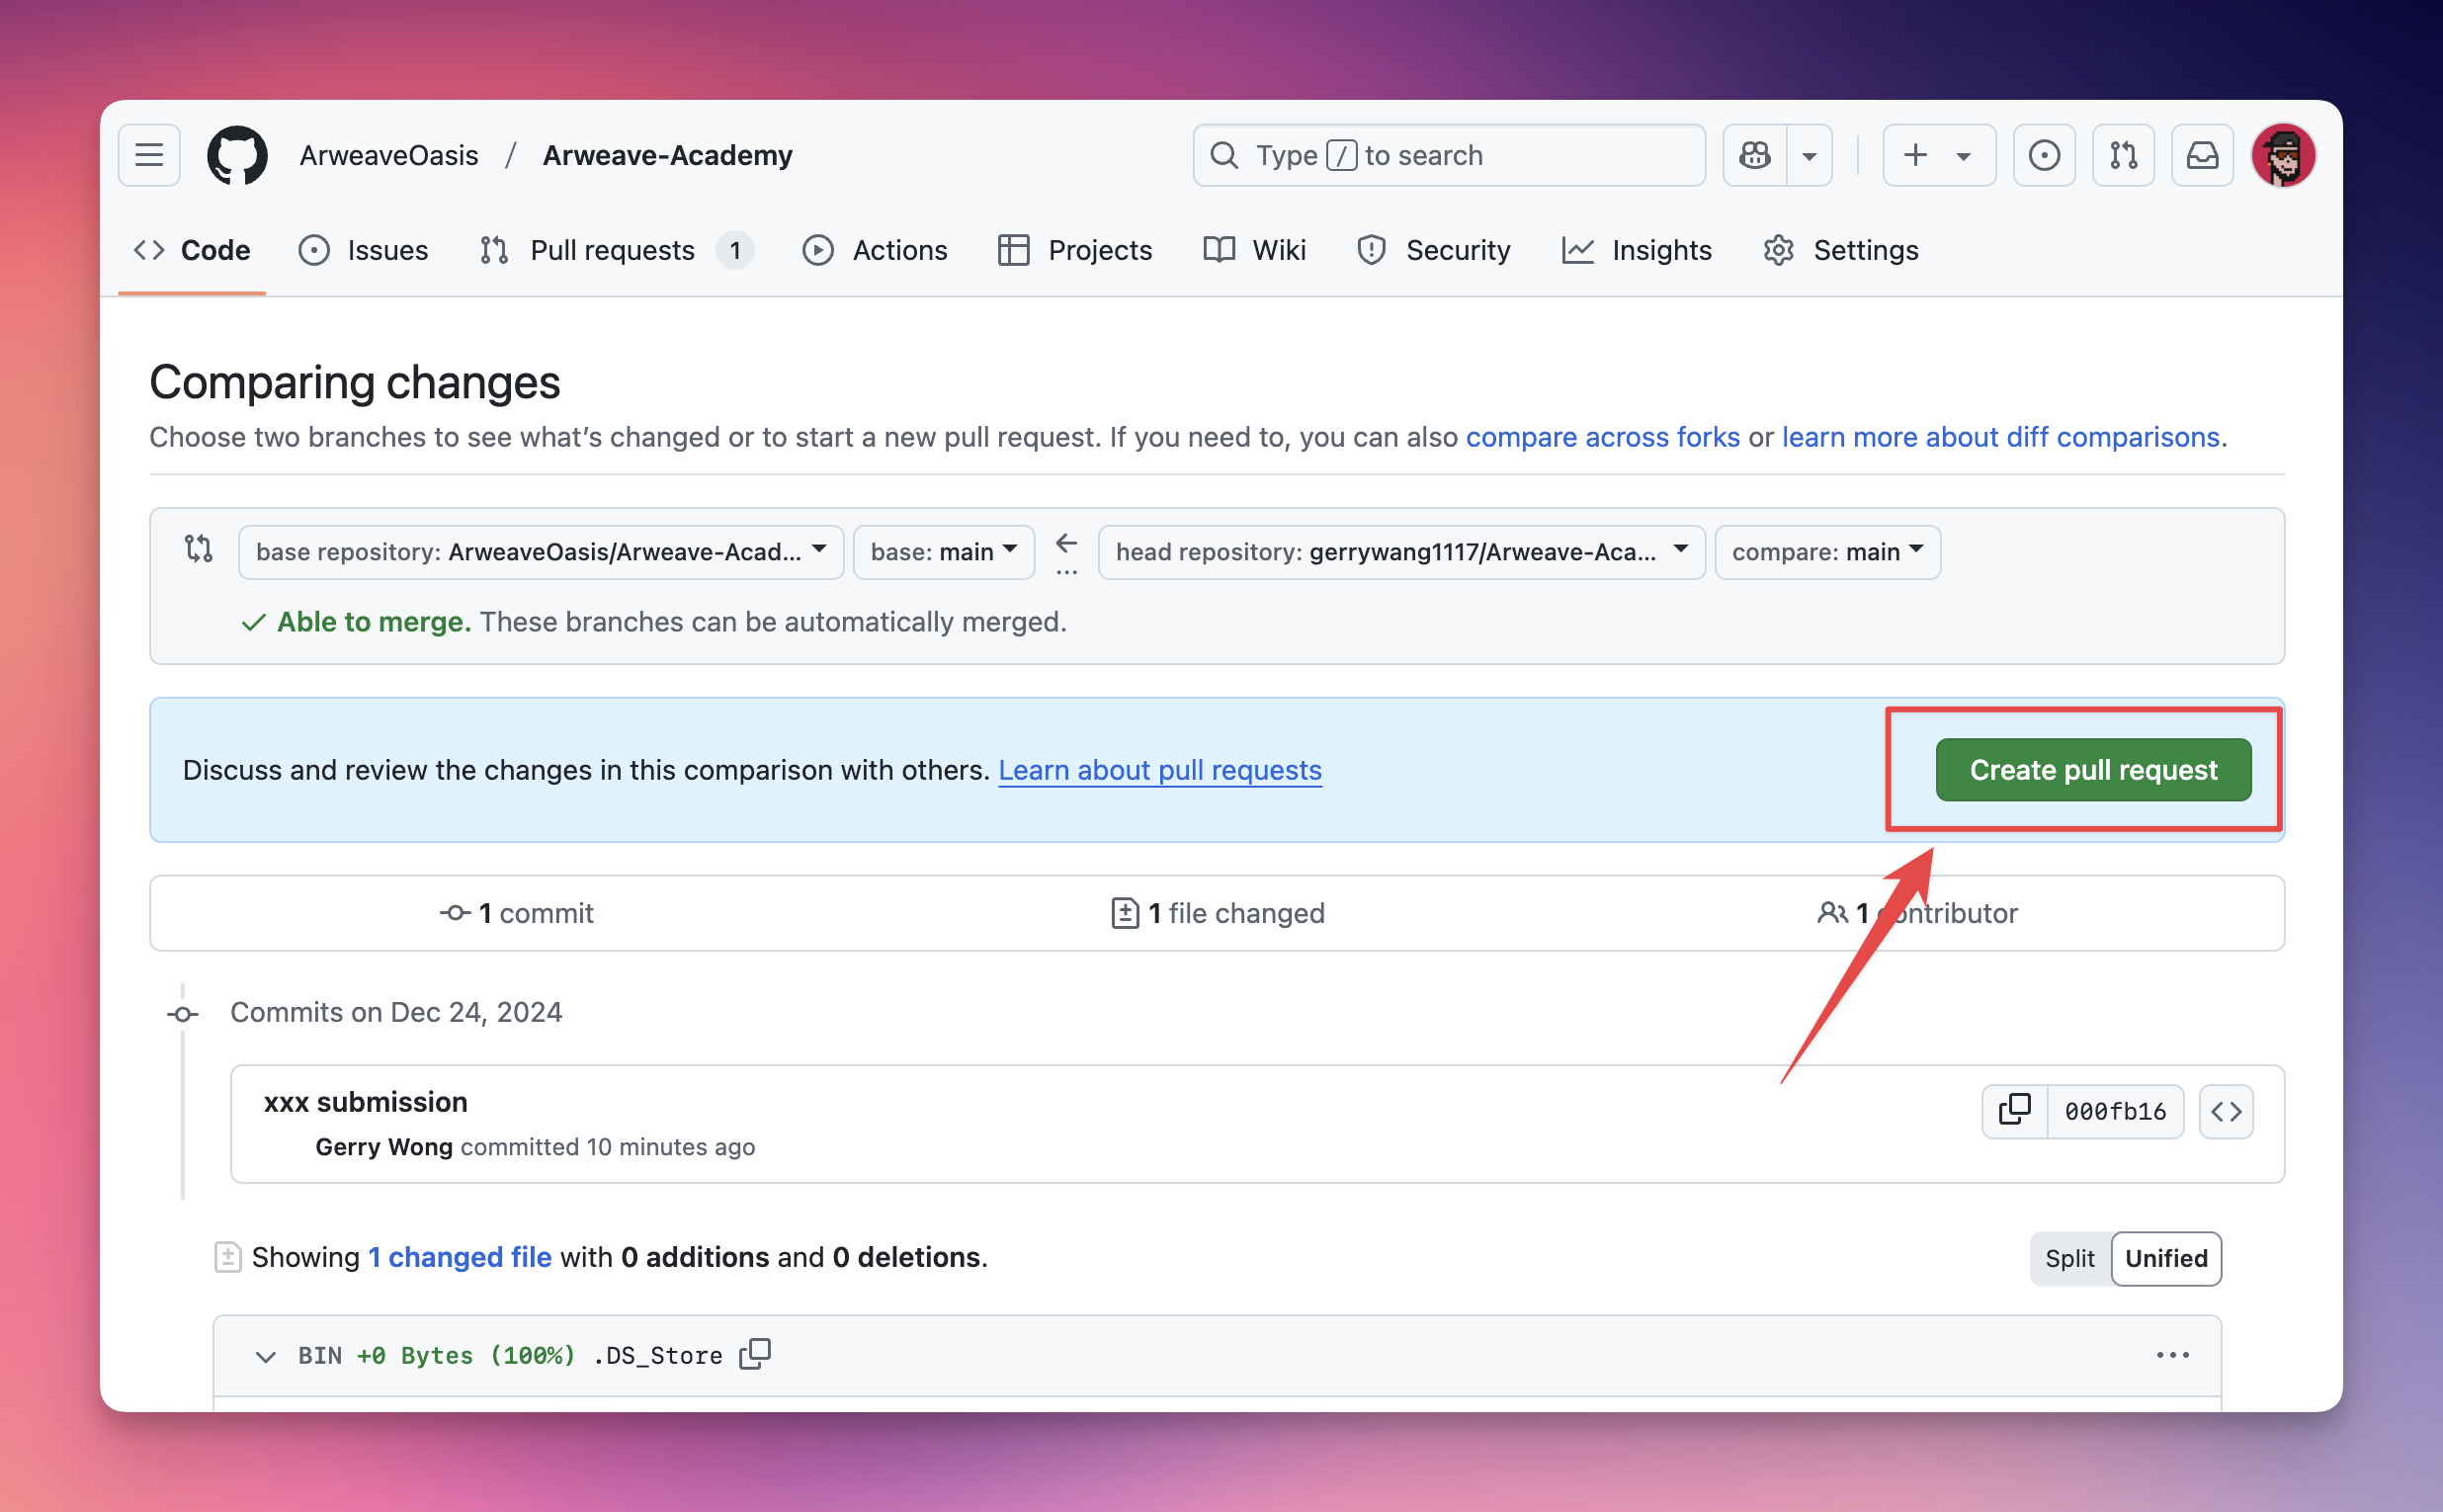 ArweaveOasis / Arweave-Academy
Type / to search
Code Issues Pull requests 1 Actions Projects Wiki Security Insights Settings
Comparing changes
Choose two branches to see what’s changed or to start a new pull request. If you need to, you can also compare across forks or learn more about diff comparisons.
base repository: ArweaveOasis/Arweave-Acad... base: main head repository: gerrywang1117/Arweave-Aca... compare: main
Able to merge. These branches can be automatically merged.
Discuss and review the changes in this comparison with others. Learn about pull requests
Create pull request
1 commit 1 file changed 1 contributor
Commits on Dec 24, 2024
xxx submission
000fb16
Gerry Wong committed 10 minutes ago
Showing 1 changed file with 0 additions and 0 deletions.
Split Unified
BIN +0 Bytes (100%) .DS_Store